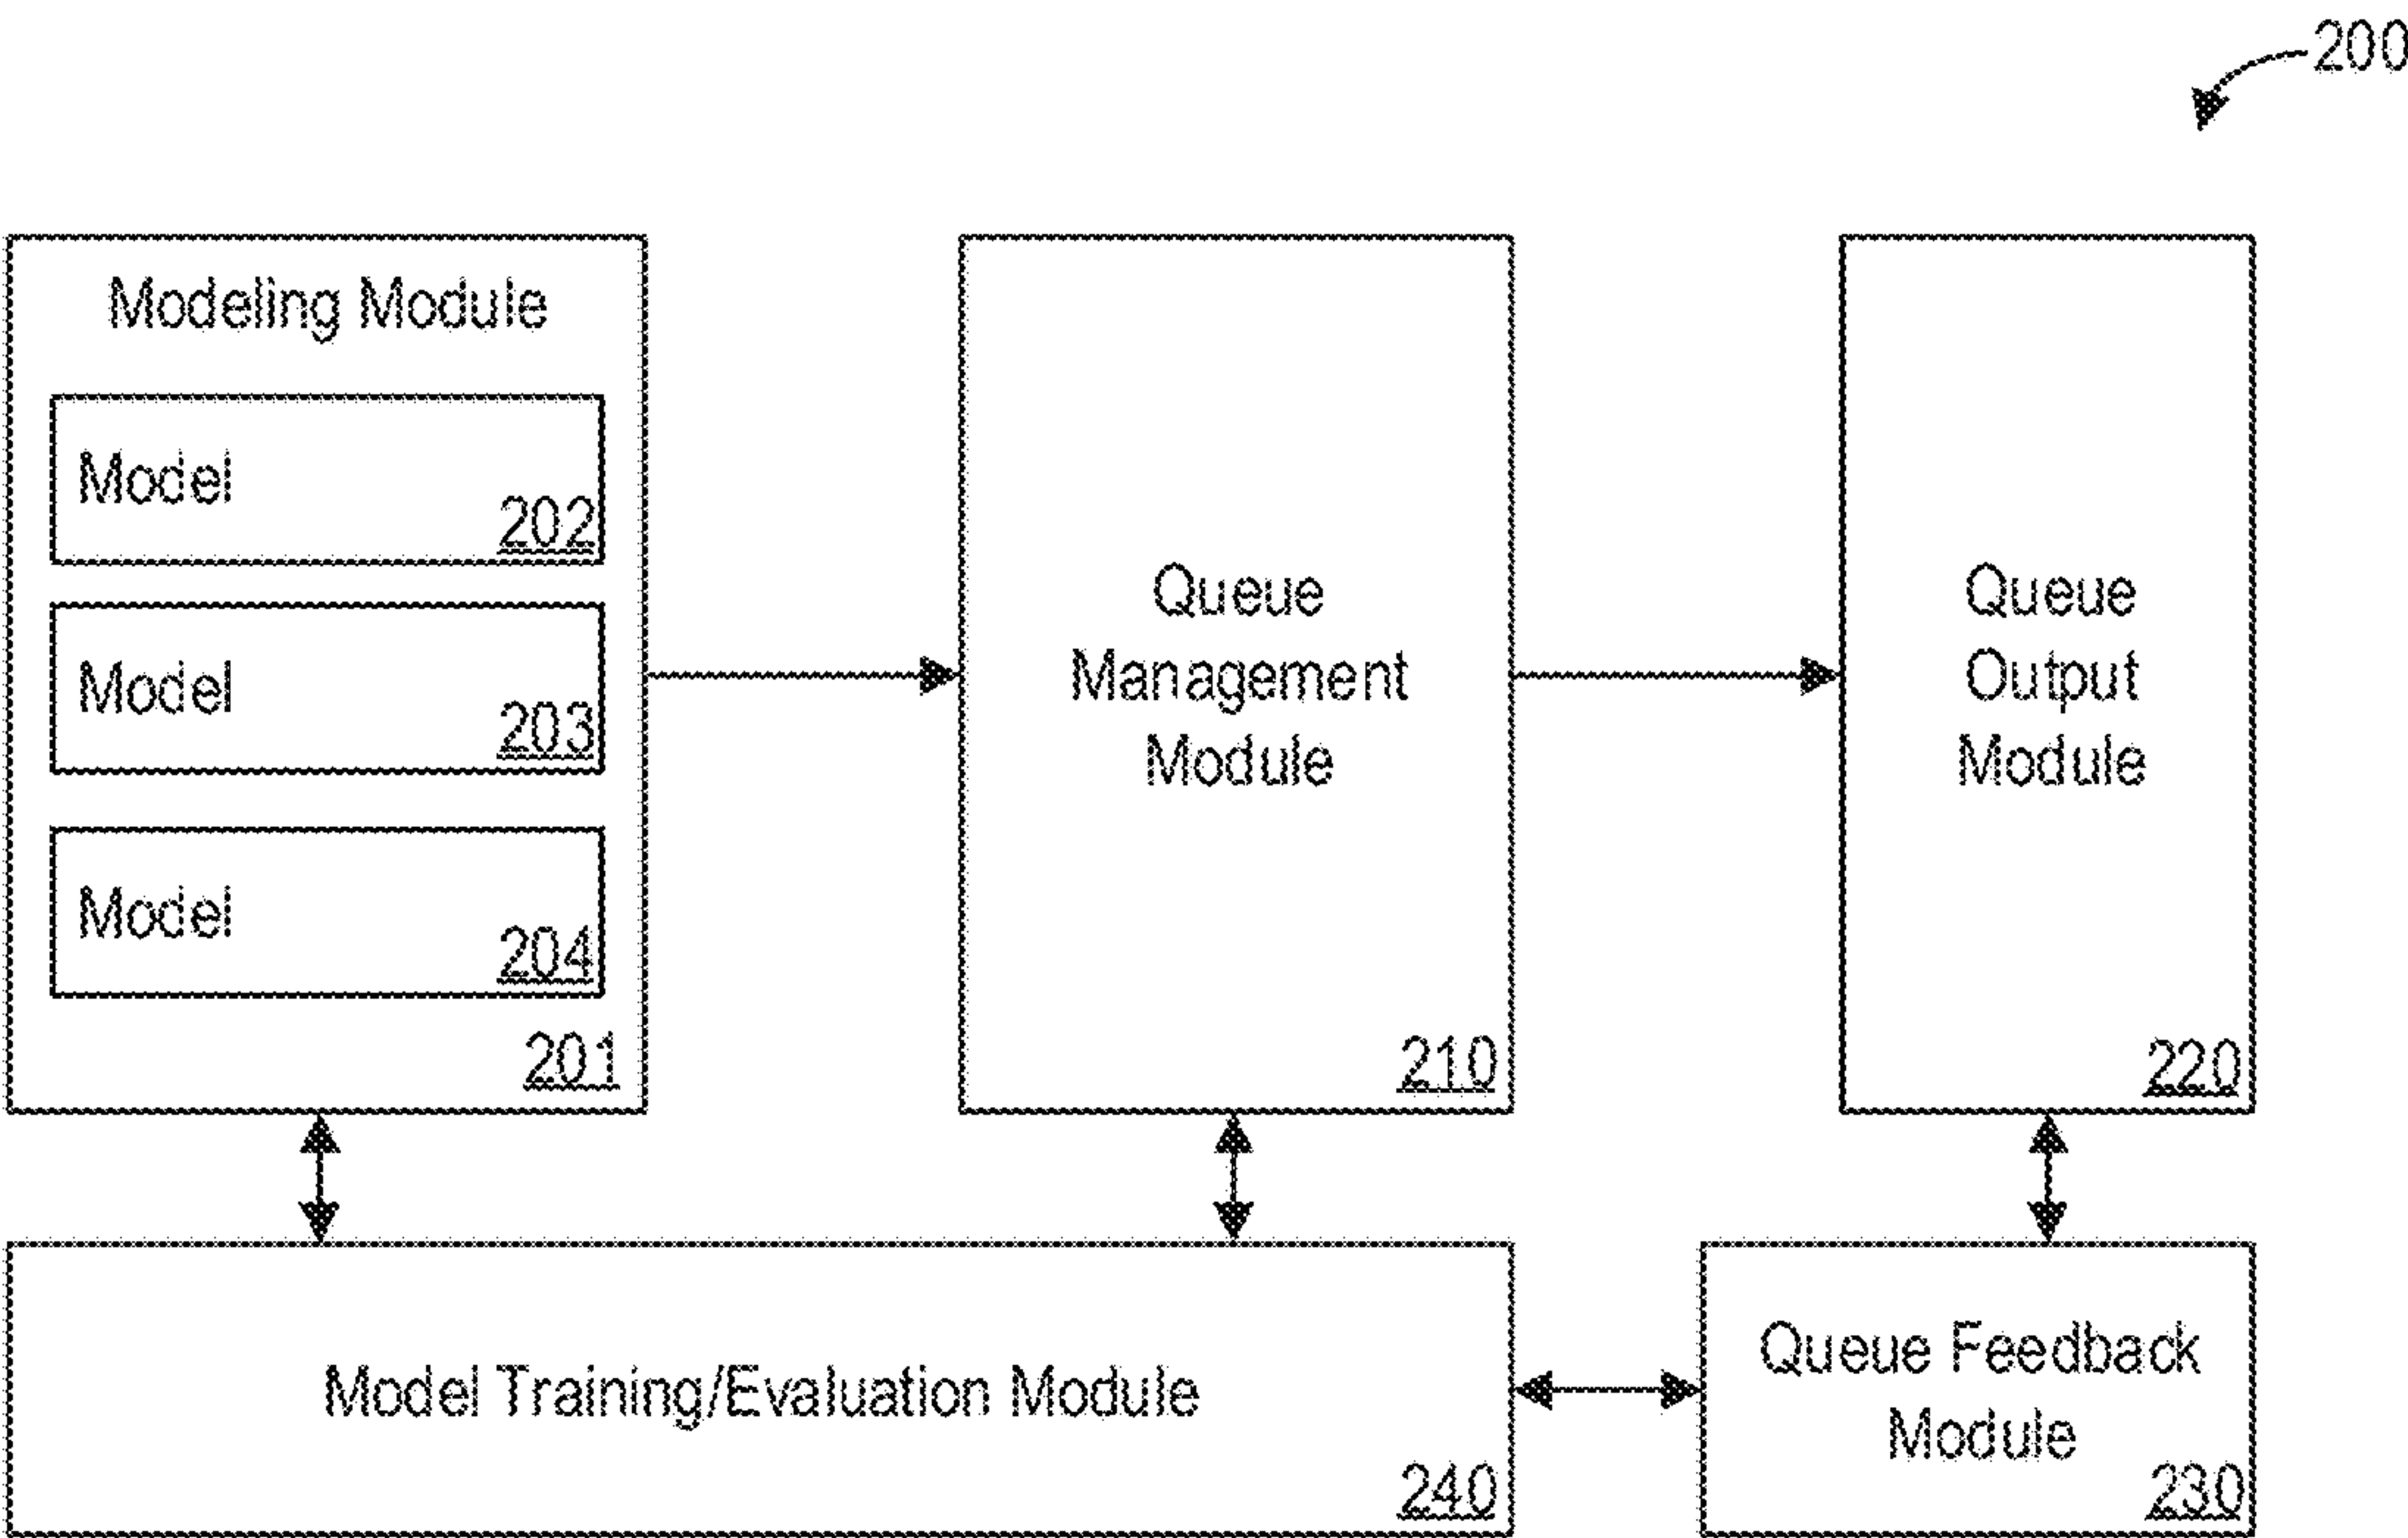 200
Modeling Module
Model
202
Model
203
Model
204
201
Queue
Management
Module
210
Queue
Output
Module
220
Model Training/Evaluation Module
240
Queue Feedback
Module
230